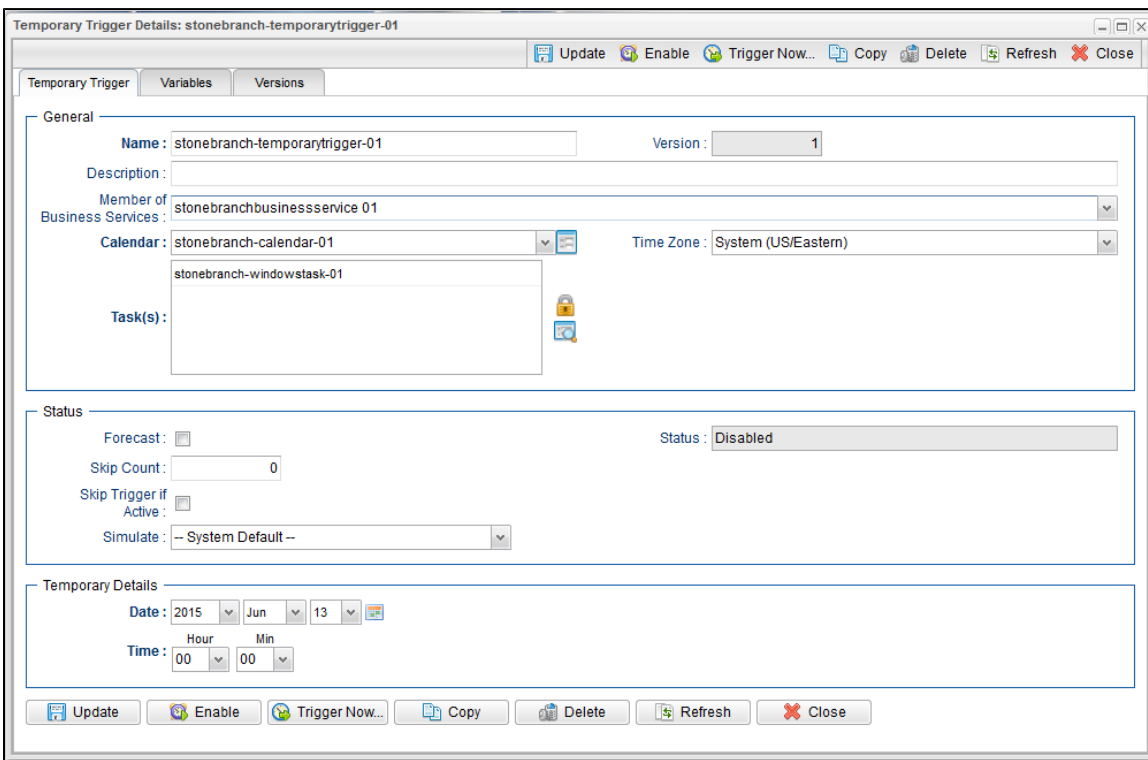 Temporary Trigger Details: stonebranch-temporarytrigger-01
Update Enable Trigger Now... Copy Delete Refresh Close
Temporary Trigger Variables Versions
General
Name : stonebranch-temporarytrigger-01 Version : 1
Description :
Member of
Business Services : stonebranchbusinessservice 01
Calendar : stonebranch-calendar-01 Time Zone : System (US/Eastern)
stonebranch-windowstask-01
Task(s) :
Status
Forecast : Status : Disabled
Skip Count : 0
Skip Trigger if
Active :
Simulate : -- System Default --
Temporary Details
Date : 2015 Jun 13
Hour Min
Time : 00 00
Update Enable Trigger Now... Copy Delete Refresh Close